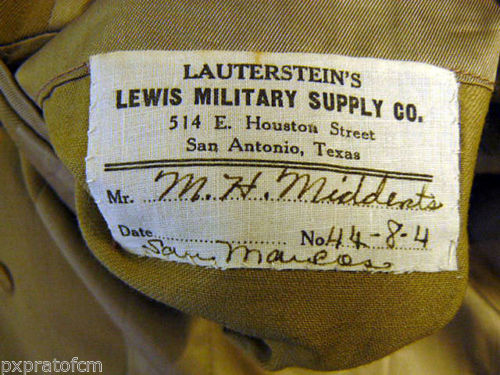 LAUTERSTEIN'S
LEWIS MILITARY SUPPLY CO.
514 E. Houston Street
San Antonio, Texas
Mr. M. H. Middents
Date No. 44-8-4
San Marcos
pxpratofcm